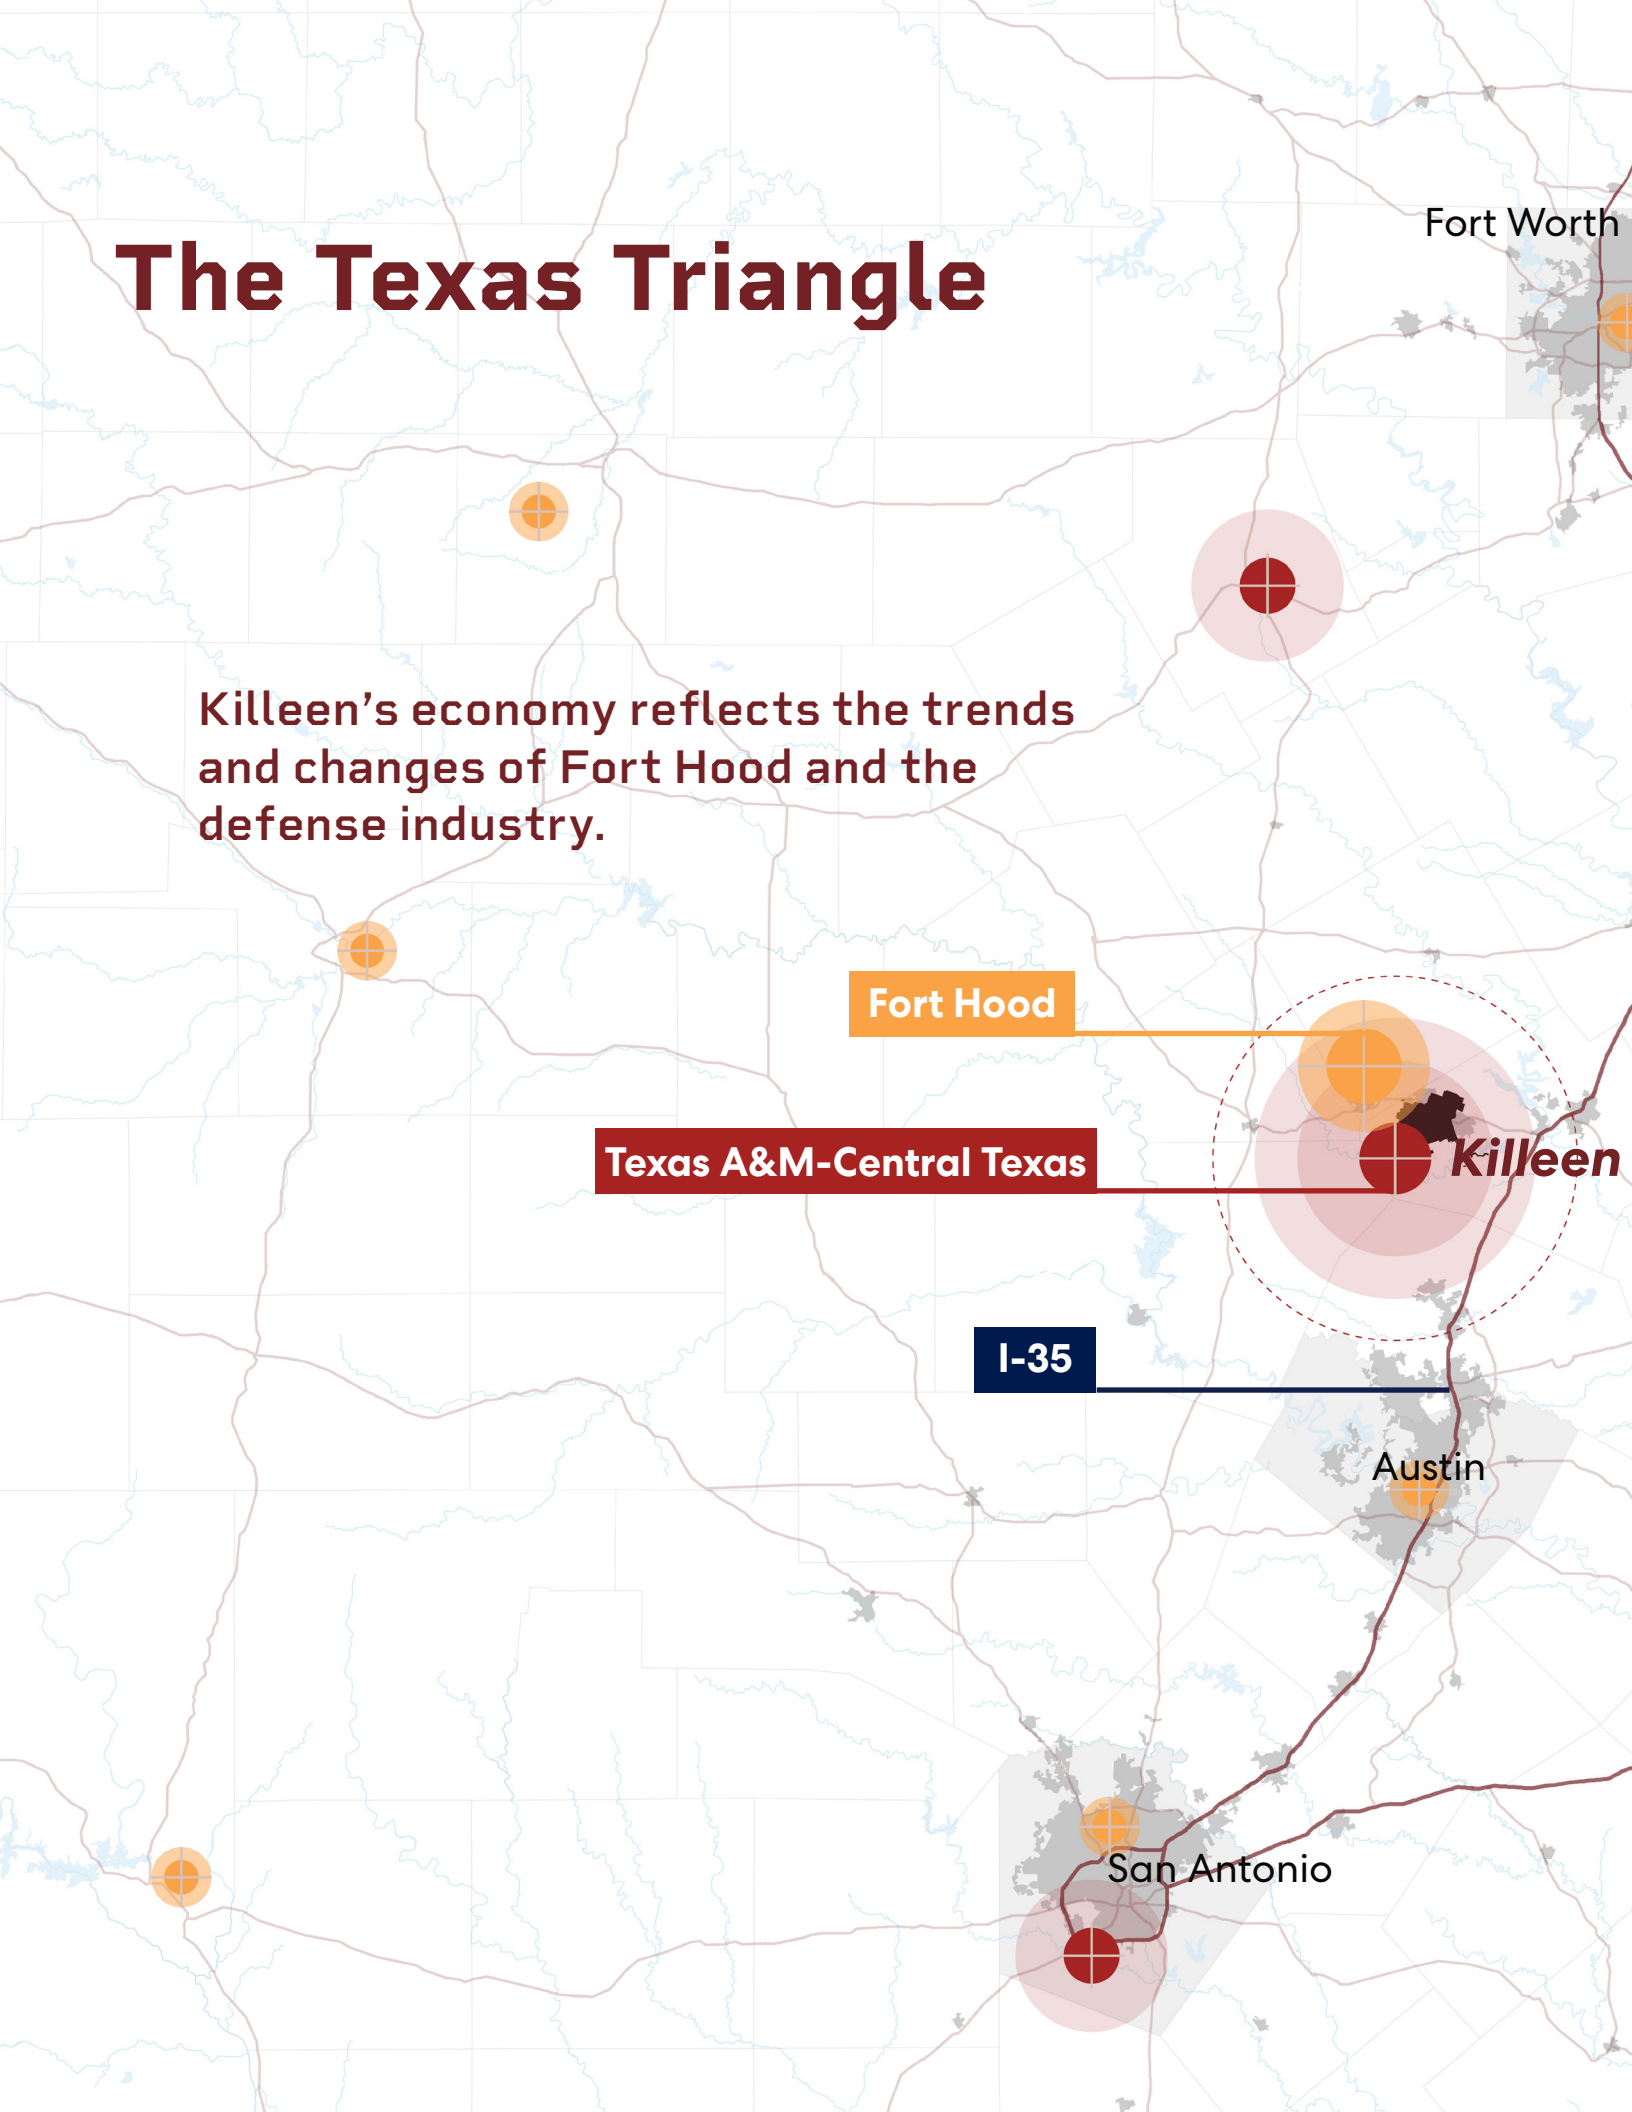 Fort Worth
The Texas Triangle
Killeen’s economy reflects the trends
and changes of Fort Hood and the
defense industry.
Fort Hood
Texas A&M-Central Texas
Killeen
I-35
Austin
San Antonio